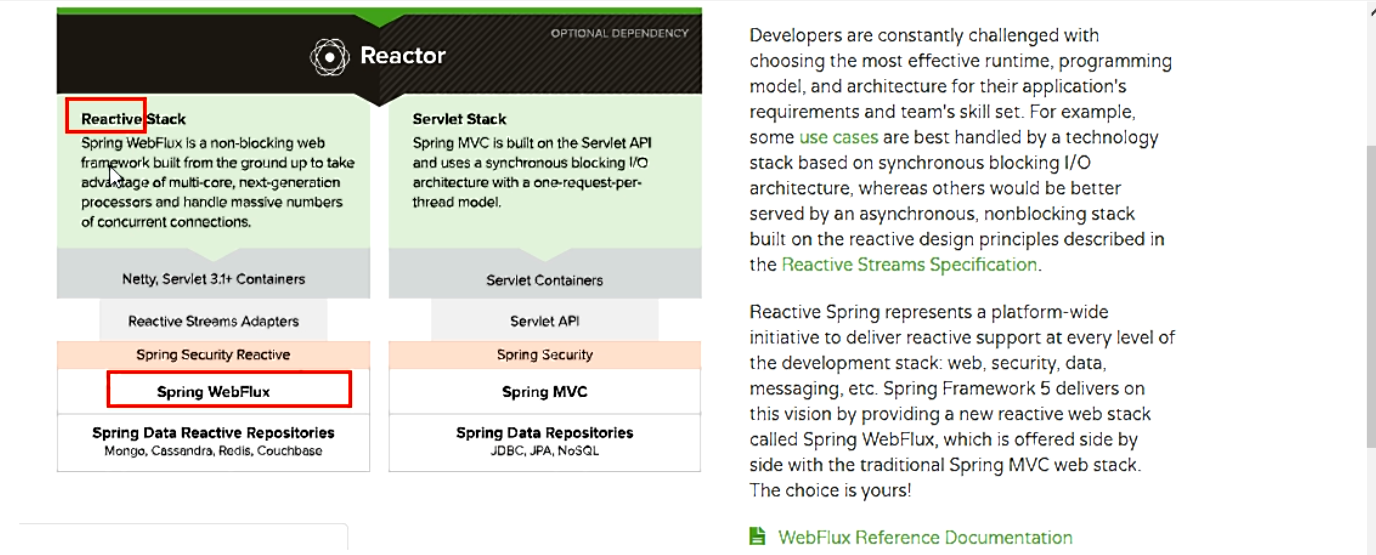 OPTIONAL DEPENDENCY
Reactor
Reactive Stack
Spring WebFlux is a non-blocking web
framework built from the ground up to take
advantage of multi-core, next-generation
processors and handle massive numbers
of concurrent connections.
Netty, Servlet 3.1+ Containers
Reactive Streams Adapters
Spring Security Reactive
Spring WebFlux
Spring Data Reactive Repositories
Mongo, Cassandra, Redis, Couchbase
Servlet Stack
Spring MVC is built on the Servlet API
and uses a synchronous blocking I/O
architecture with a one-request-per-
thread model.
Servlet Containers
Servlet API
Spring Security
Spring MVC
Spring Data Repositories
JDBC, JPA, NoSQL
Developers are constantly challenged with
choosing the most effective runtime, programming
model, and architecture for their application's
requirements and team's skill set. For example,
some use cases are best handled by a technology
stack based on synchronous blocking I/O
architecture, whereas others would be better
served by an asynchronous, nonblocking stack
built on the reactive design principles described in
the Reactive Streams Specification.
Reactive Spring represents a platform-wide
initiative to deliver reactive support at every level of
the development stack: web, security, data,
messaging, etc. Spring Framework 5 delivers on
this vision by providing a new reactive web stack
called Spring WebFlux, which is offered side by
side with the traditional Spring MVC web stack.
The choice is yours!
WebFlux Reference Documentation